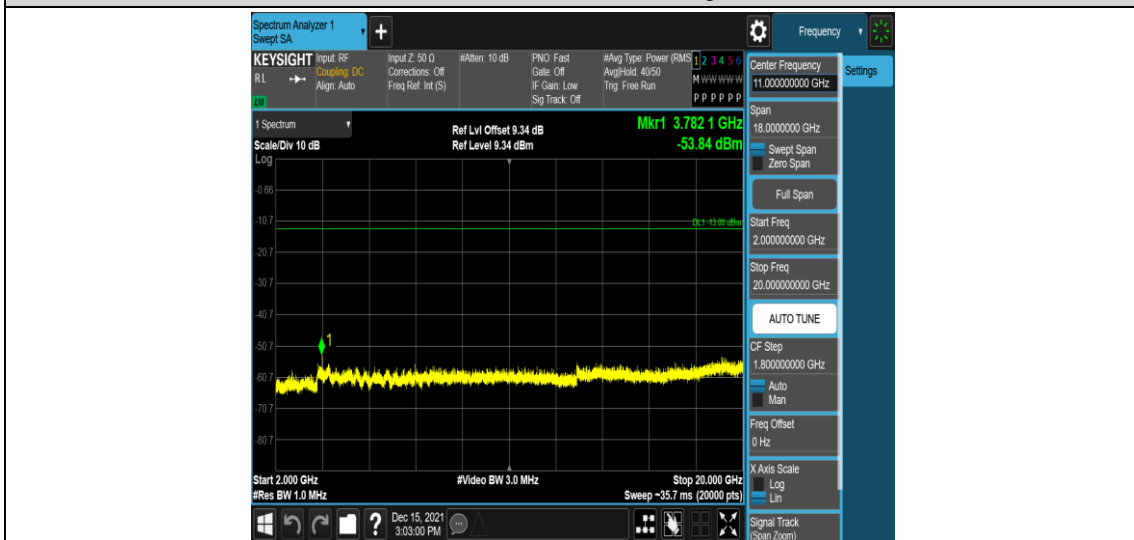 Spectrum Analyzer 1
Swept SA
+
Frequency
KEYSIGHT
RL
LXI
Input: RF
Coupling: DC
Align: Auto
Input Z: 50 Ω
Corrections: Off
Freq Ref: Int (S)
#Atten: 10 dB
PNO: Fast
Gate: Off
IF Gain: Low
Sig Track: Off
#Avg Type: Power (RMS
Avg|Hold: 40/50
Trig: Free Run
1 2 3 4 5 6
M W W W W W
P P P P P P
1 Spectrum
Ref Lvl Offset 9.34 dB
Mkr1 3.782 1 GHz
Scale/Div 10 dB
Ref Level 9.34 dBm
-53.84 dBm
Log
-0.66
-10.7
DL1 -13.00 dBm
-20.7
-30.7
-40.7
-50.7
1
-60.7
-70.7
-80.7
Start 2.000 GHz
#Video BW 3.0 MHz
Stop 20.000 GHz
#Res BW 1.0 MHz
Sweep ~35.7 ms (20000 pts)
Center Frequency
11.000000000 GHz
Settings
Span
18.0000000 GHz
Swept Span
Zero Span
Full Span
Start Freq
2.000000000 GHz
Stop Freq
20.000000000 GHz
AUTO TUNE
CF Step
1.800000000 GHz
Auto
Man
Freq Offset
0 Hz
X Axis Scale
Log
Lin
Signal Track
(Span Zoom)
?
Dec 15, 2021
3:03:00 PM